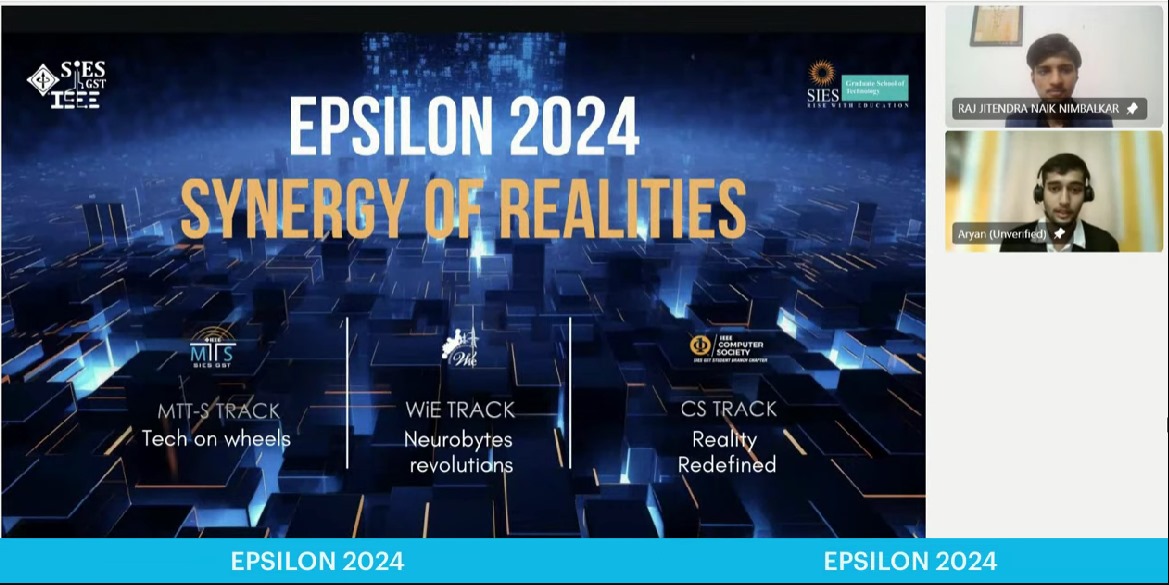 SiES
GST
IEEE
SIES
Graduate School of
Technology
RISE WITH EDUCATION
EPSILON 2024
SYNERGY OF REALITIES
IEEE
MTT S
SIES GST
MTT-S TRACK
Tech on wheels
WiE
WiE TRACK
Neurobytes
revolutions
IEEE
COMPUTER
SOCIETY
SIES GST STUDENT BRANCH CHAPTER
CS TRACK
Reality
Redefined
RAJ JITENDRA NAIK NIMBALKAR
Aryan (Unverified)
EPSILON 2024
EPSILON 2024